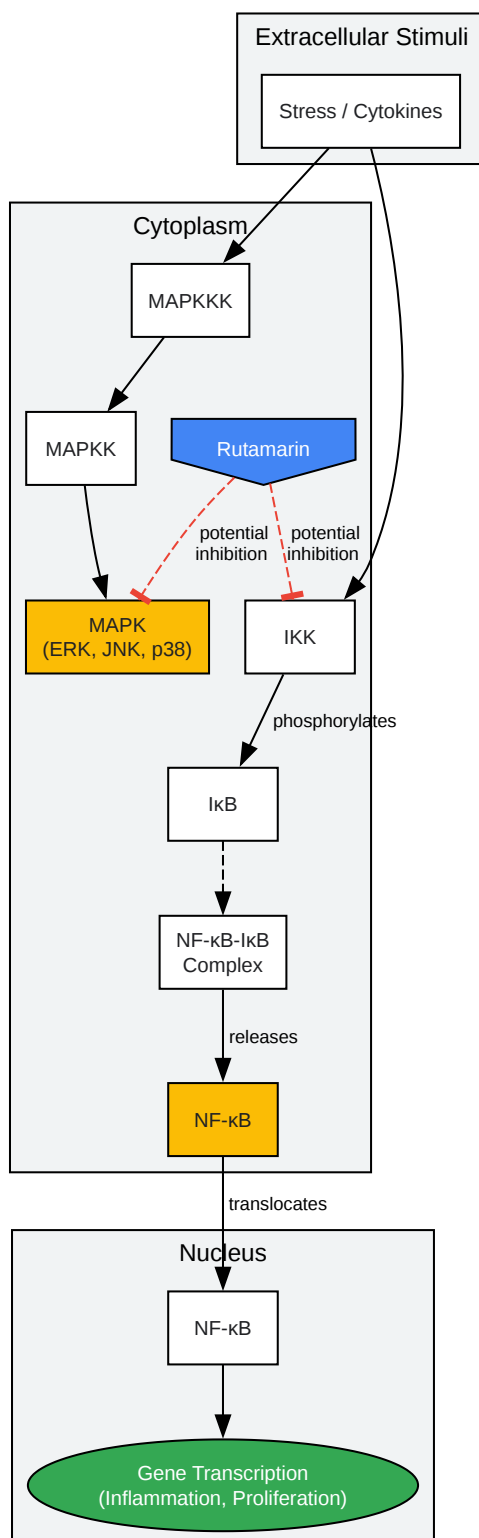 Extracellular Stimuli
Stress / Cytokines
Cytoplasm
MAPKKK
MAPKK
Rutamarin
potential
inhibition
potential
inhibition
MAPK
(ERK, JNK, p38)
IKK
phosphorylates
IκB
NF-κB-IκB
Complex
releases
NF-κB
translocates
Nucleus
NF-κB
Gene Transcription
(Inflammation, Proliferation)